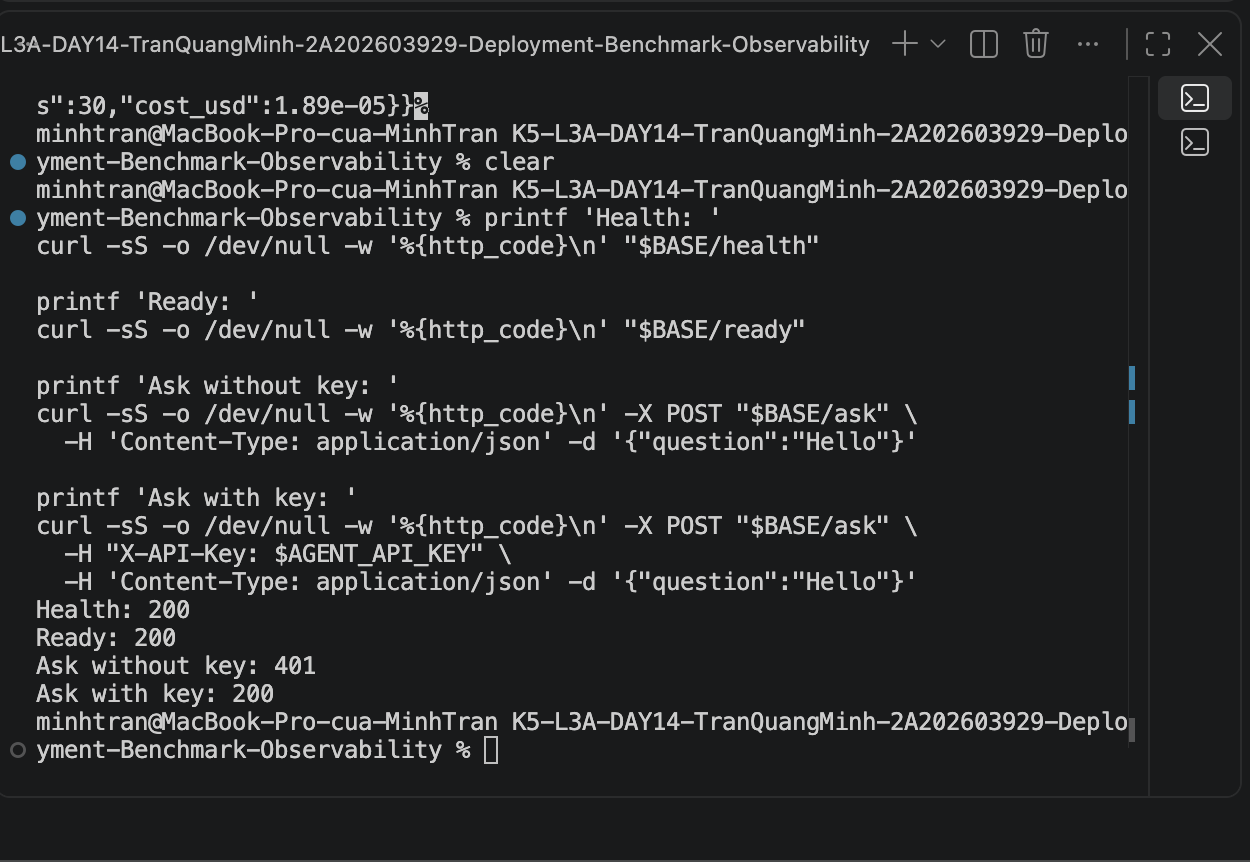 L3A-DAY14-TranQuangMinh-2A202603929-Deployment-Benchmark-Observability
s":30,"cost_usd":1.89e-05}}%
minhtran@MacBook-Pro-cua-MinhTran K5-L3A-DAY14-TranQuangMinh-2A202603929-Deplo
yment-Benchmark-Observability % clear
minhtran@MacBook-Pro-cua-MinhTran K5-L3A-DAY14-TranQuangMinh-2A202603929-Deplo
yment-Benchmark-Observability % printf 'Health: '
curl -sS -o /dev/null -w '%{http_code}\n' "$BASE/health"

printf 'Ready: '
curl -sS -o /dev/null -w '%{http_code}\n' "$BASE/ready"

printf 'Ask without key: '
curl -sS -o /dev/null -w '%{http_code}\n' -X POST "$BASE/ask" \
  -H 'Content-Type: application/json' -d '{"question":"Hello"}'

printf 'Ask with key: '
curl -sS -o /dev/null -w '%{http_code}\n' -X POST "$BASE/ask" \
  -H "X-API-Key: $AGENT_API_KEY" \
  -H 'Content-Type: application/json' -d '{"question":"Hello"}'
Health: 200
Ready: 200
Ask without key: 401
Ask with key: 200
minhtran@MacBook-Pro-cua-MinhTran K5-L3A-DAY14-TranQuangMinh-2A202603929-Deplo
yment-Benchmark-Observability %